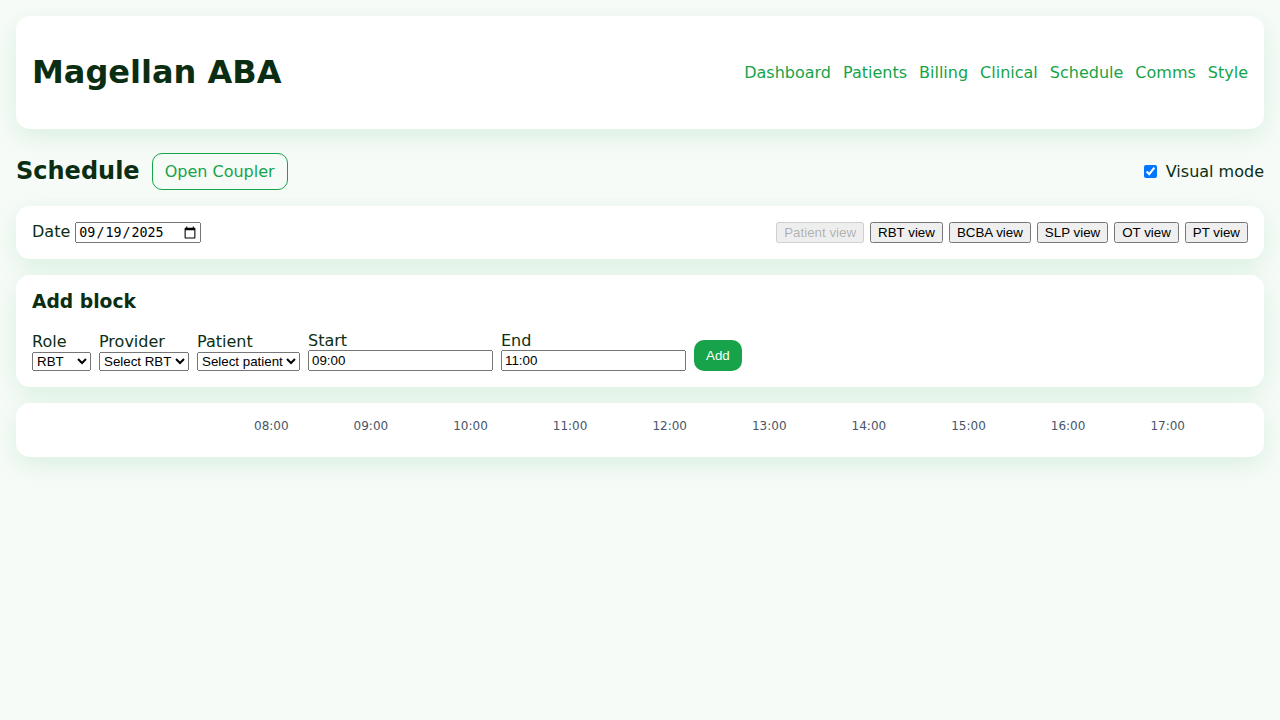 Magellan ABA
Dashboard Patients Billing Clinical Schedule Comms Style
Schedule Open Coupler Visual mode
Date 09/19/2025 Patient view RBT view BCBA view SLP view OT view PT view
Add block
Role Provider Patient Start End
RBT Select RBT Select patient 09:00 11:00 Add
08:00 09:00 10:00 11:00 12:00 13:00 14:00 15:00 16:00 17:00